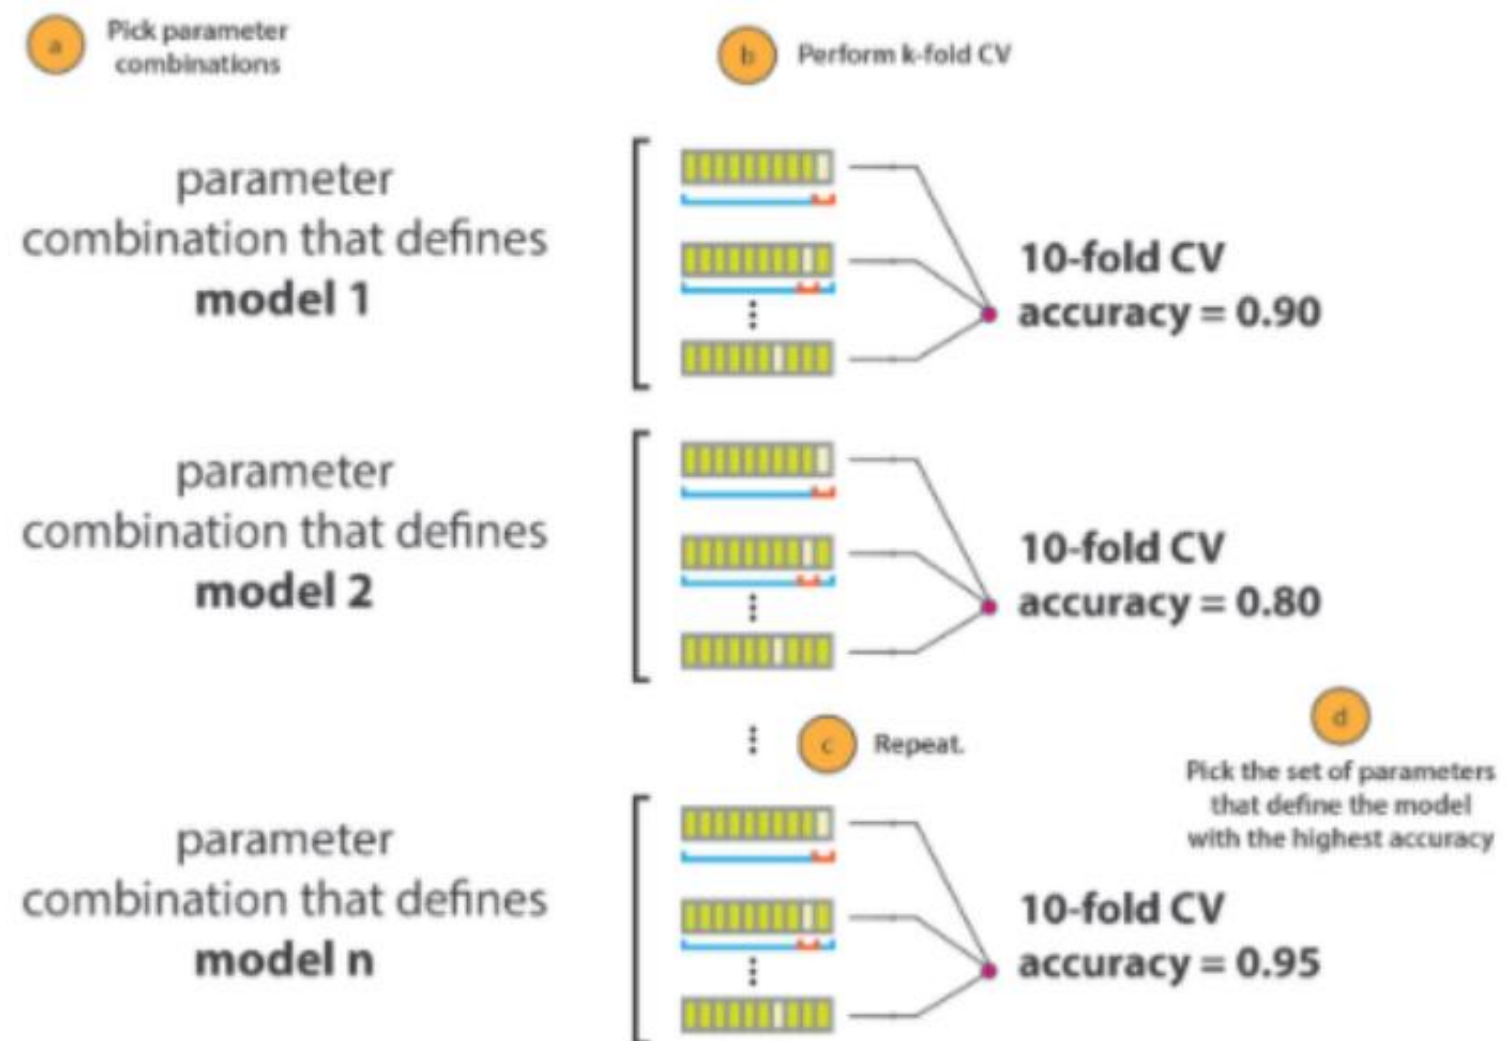 a
Pick parameter
combinations
b
Perform k-fold CV
parameter
combination that defines
model 1
10-fold CV
accuracy = 0.90
parameter
combination that defines
model 2
10-fold CV
accuracy = 0.80
c
Repeat.
d
Pick the set of parameters
that define the model
with the highest accuracy
parameter
combination that defines
model n
10-fold CV
accuracy = 0.95